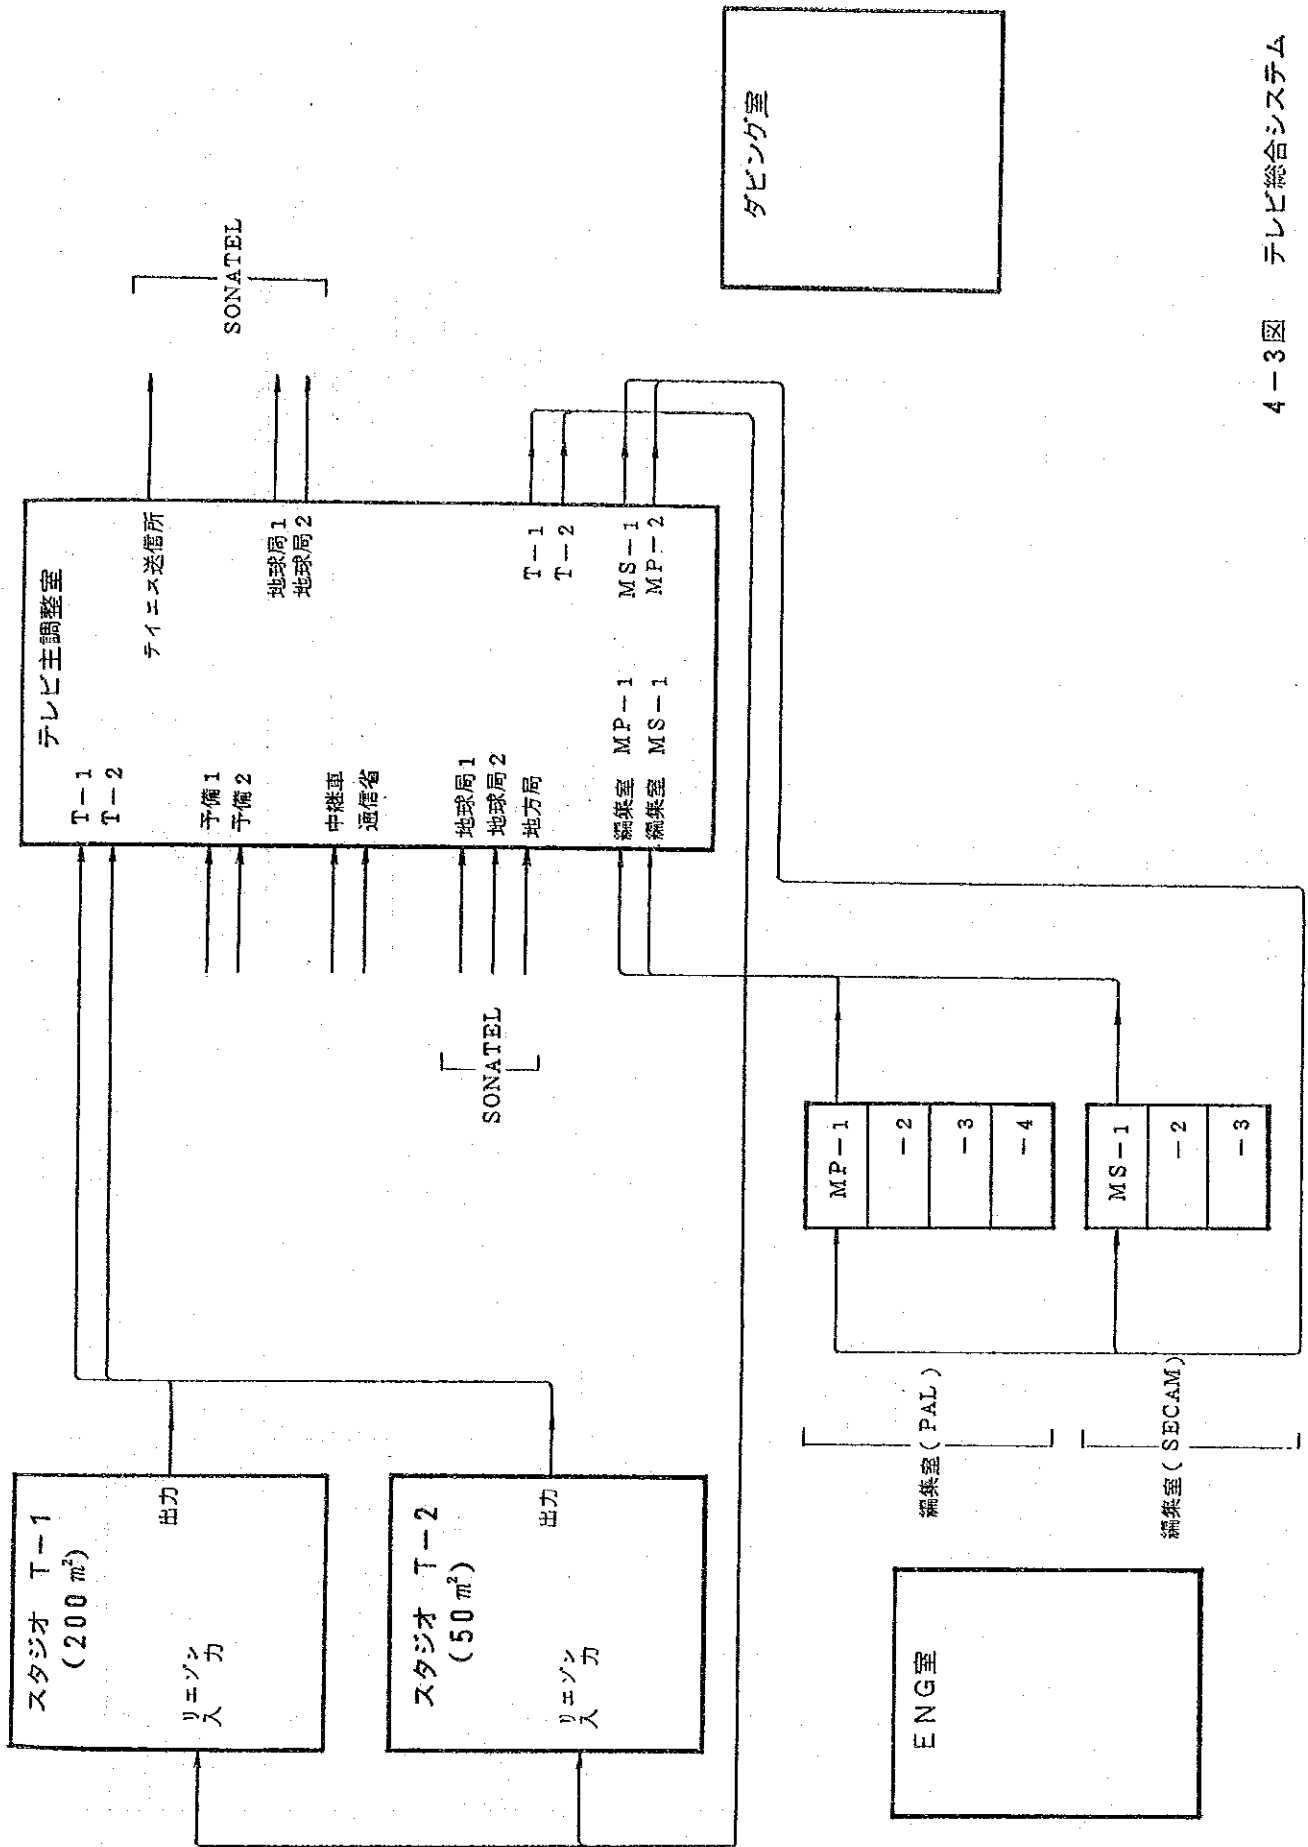 スタジオ T-1
(200㎡)
リエゾン
入 力
出力
スタジオ T-2
(50㎡)
リエゾン
入 力
出力
ENG室
テレビ主調整室
T-1
T-2
予備1
予備2
中継車
通信省
地球局1
地球局2
地方局
編集室 MP-1
編集室 MS-1
SONATEL
テイエス送信所
地球局1
地球局2
T-1
T-2
MS-1
MP-2
SONATEL
編集室(PAL)
MP-1
-2
-3
-4
編集室(SECAM)
MS-1
-2
-3
ダビング室
4-3図 テレビ総合システム